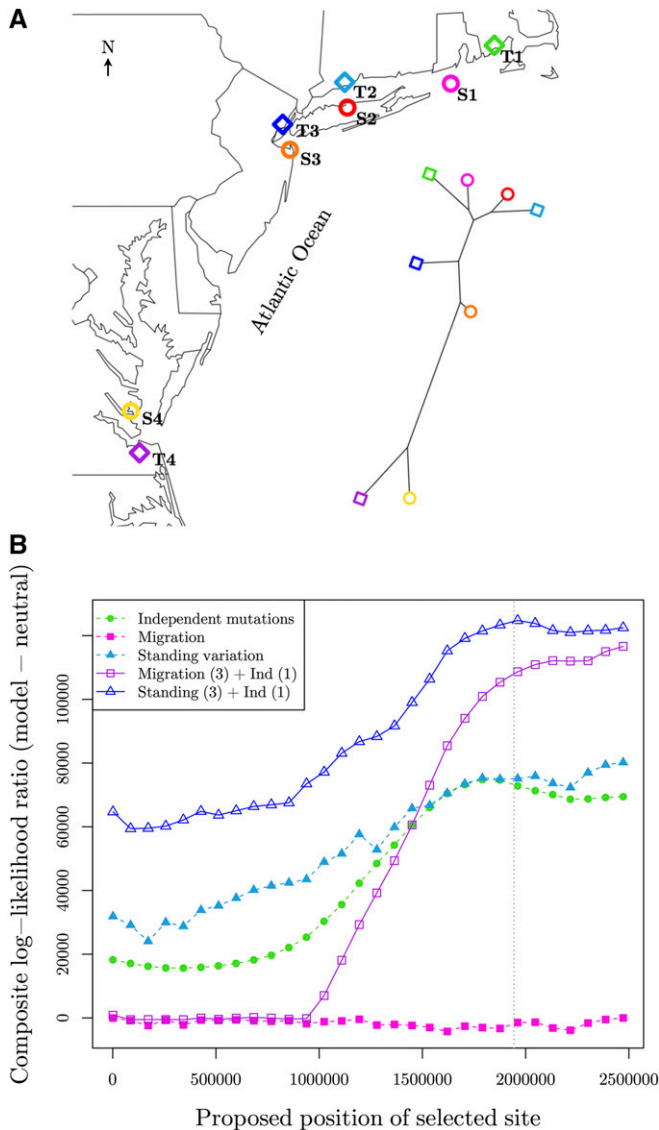 A
N
T1
T2
S1
S2
T3
S3
Atlantic Ocean
S4
T4
B
Composite log−likelihood ratio (model − neutral)
Independent mutations
Migration
Standing variation
Migration (3) + Ind (1)
Standing (3) + Ind (1)
100000
80000
60000
40000
20000
0
0
500000
1000000
1500000
2000000
2500000
Proposed position of selected site